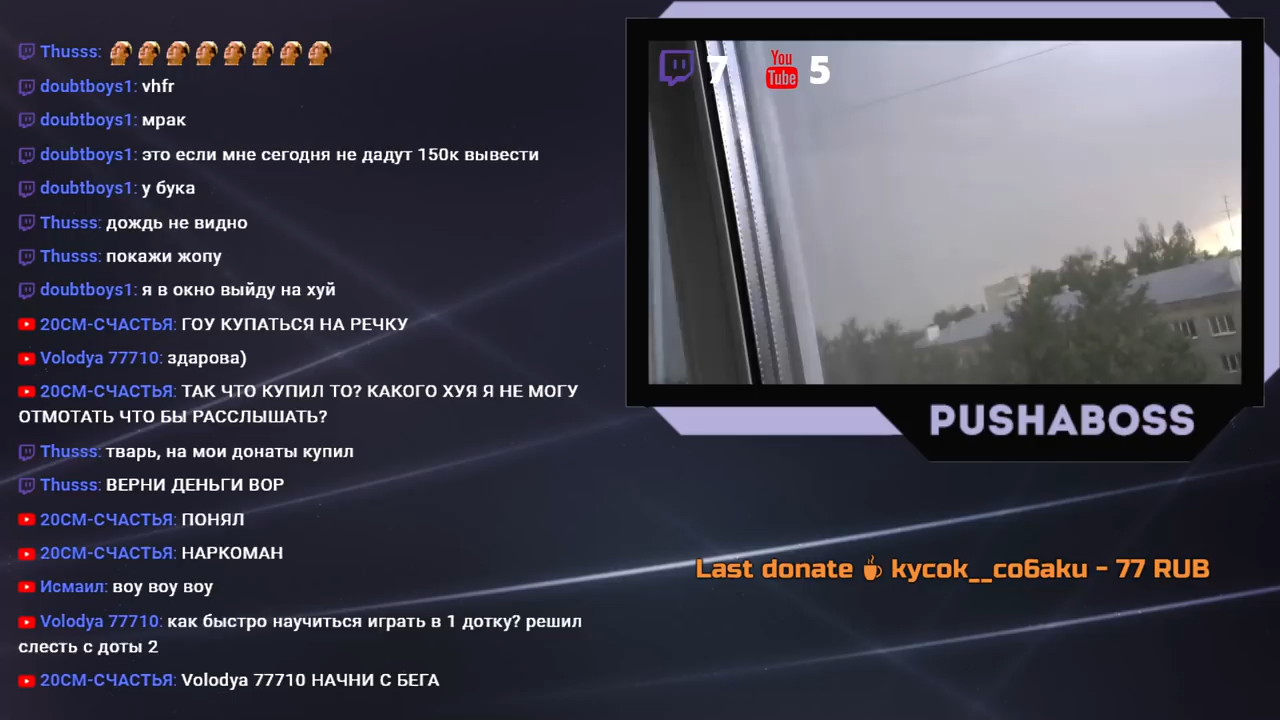 Thusss:
doubtboys1: vhfr
doubtboys1: мрак
doubtboys1: это если мне сегодня не дадут 150к вывести
doubtboys1: у бука
Thusss: дождь не видно
Thusss: покажи жопу
doubtboys1: я в окно выйду на хуй
20СМ-СЧАСТЬЯ: ГОУ КУПАТЬСЯ НА РЕЧКУ
Volodya 77710: здарова)
20СМ-СЧАСТЬЯ: ТАК ЧТО КУПИЛ ТО? КАКОГО ХУЯ Я НЕ МОГУ
ОТМОТАТЬ ЧТО БЫ РАССЛЫШАТЬ?
Thusss: тварь, на мои донаты купил
Thusss: ВЕРНИ ДЕНЬГИ ВОР
20СМ-СЧАСТЬЯ: ПОНЯЛ
20СМ-СЧАСТЬЯ: НАРКОМАН
Исмаил: воу воу воу
Volodya 77710: как быстро научиться играть в 1 дотку? решил
слесть с доты 2
20СМ-СЧАСТЬЯ: Volodya 77710 НАЧНИ С БЕГА
7 You Tube 5
PUSHABOSS
Last donate kycok__co6aku - 77 RUB